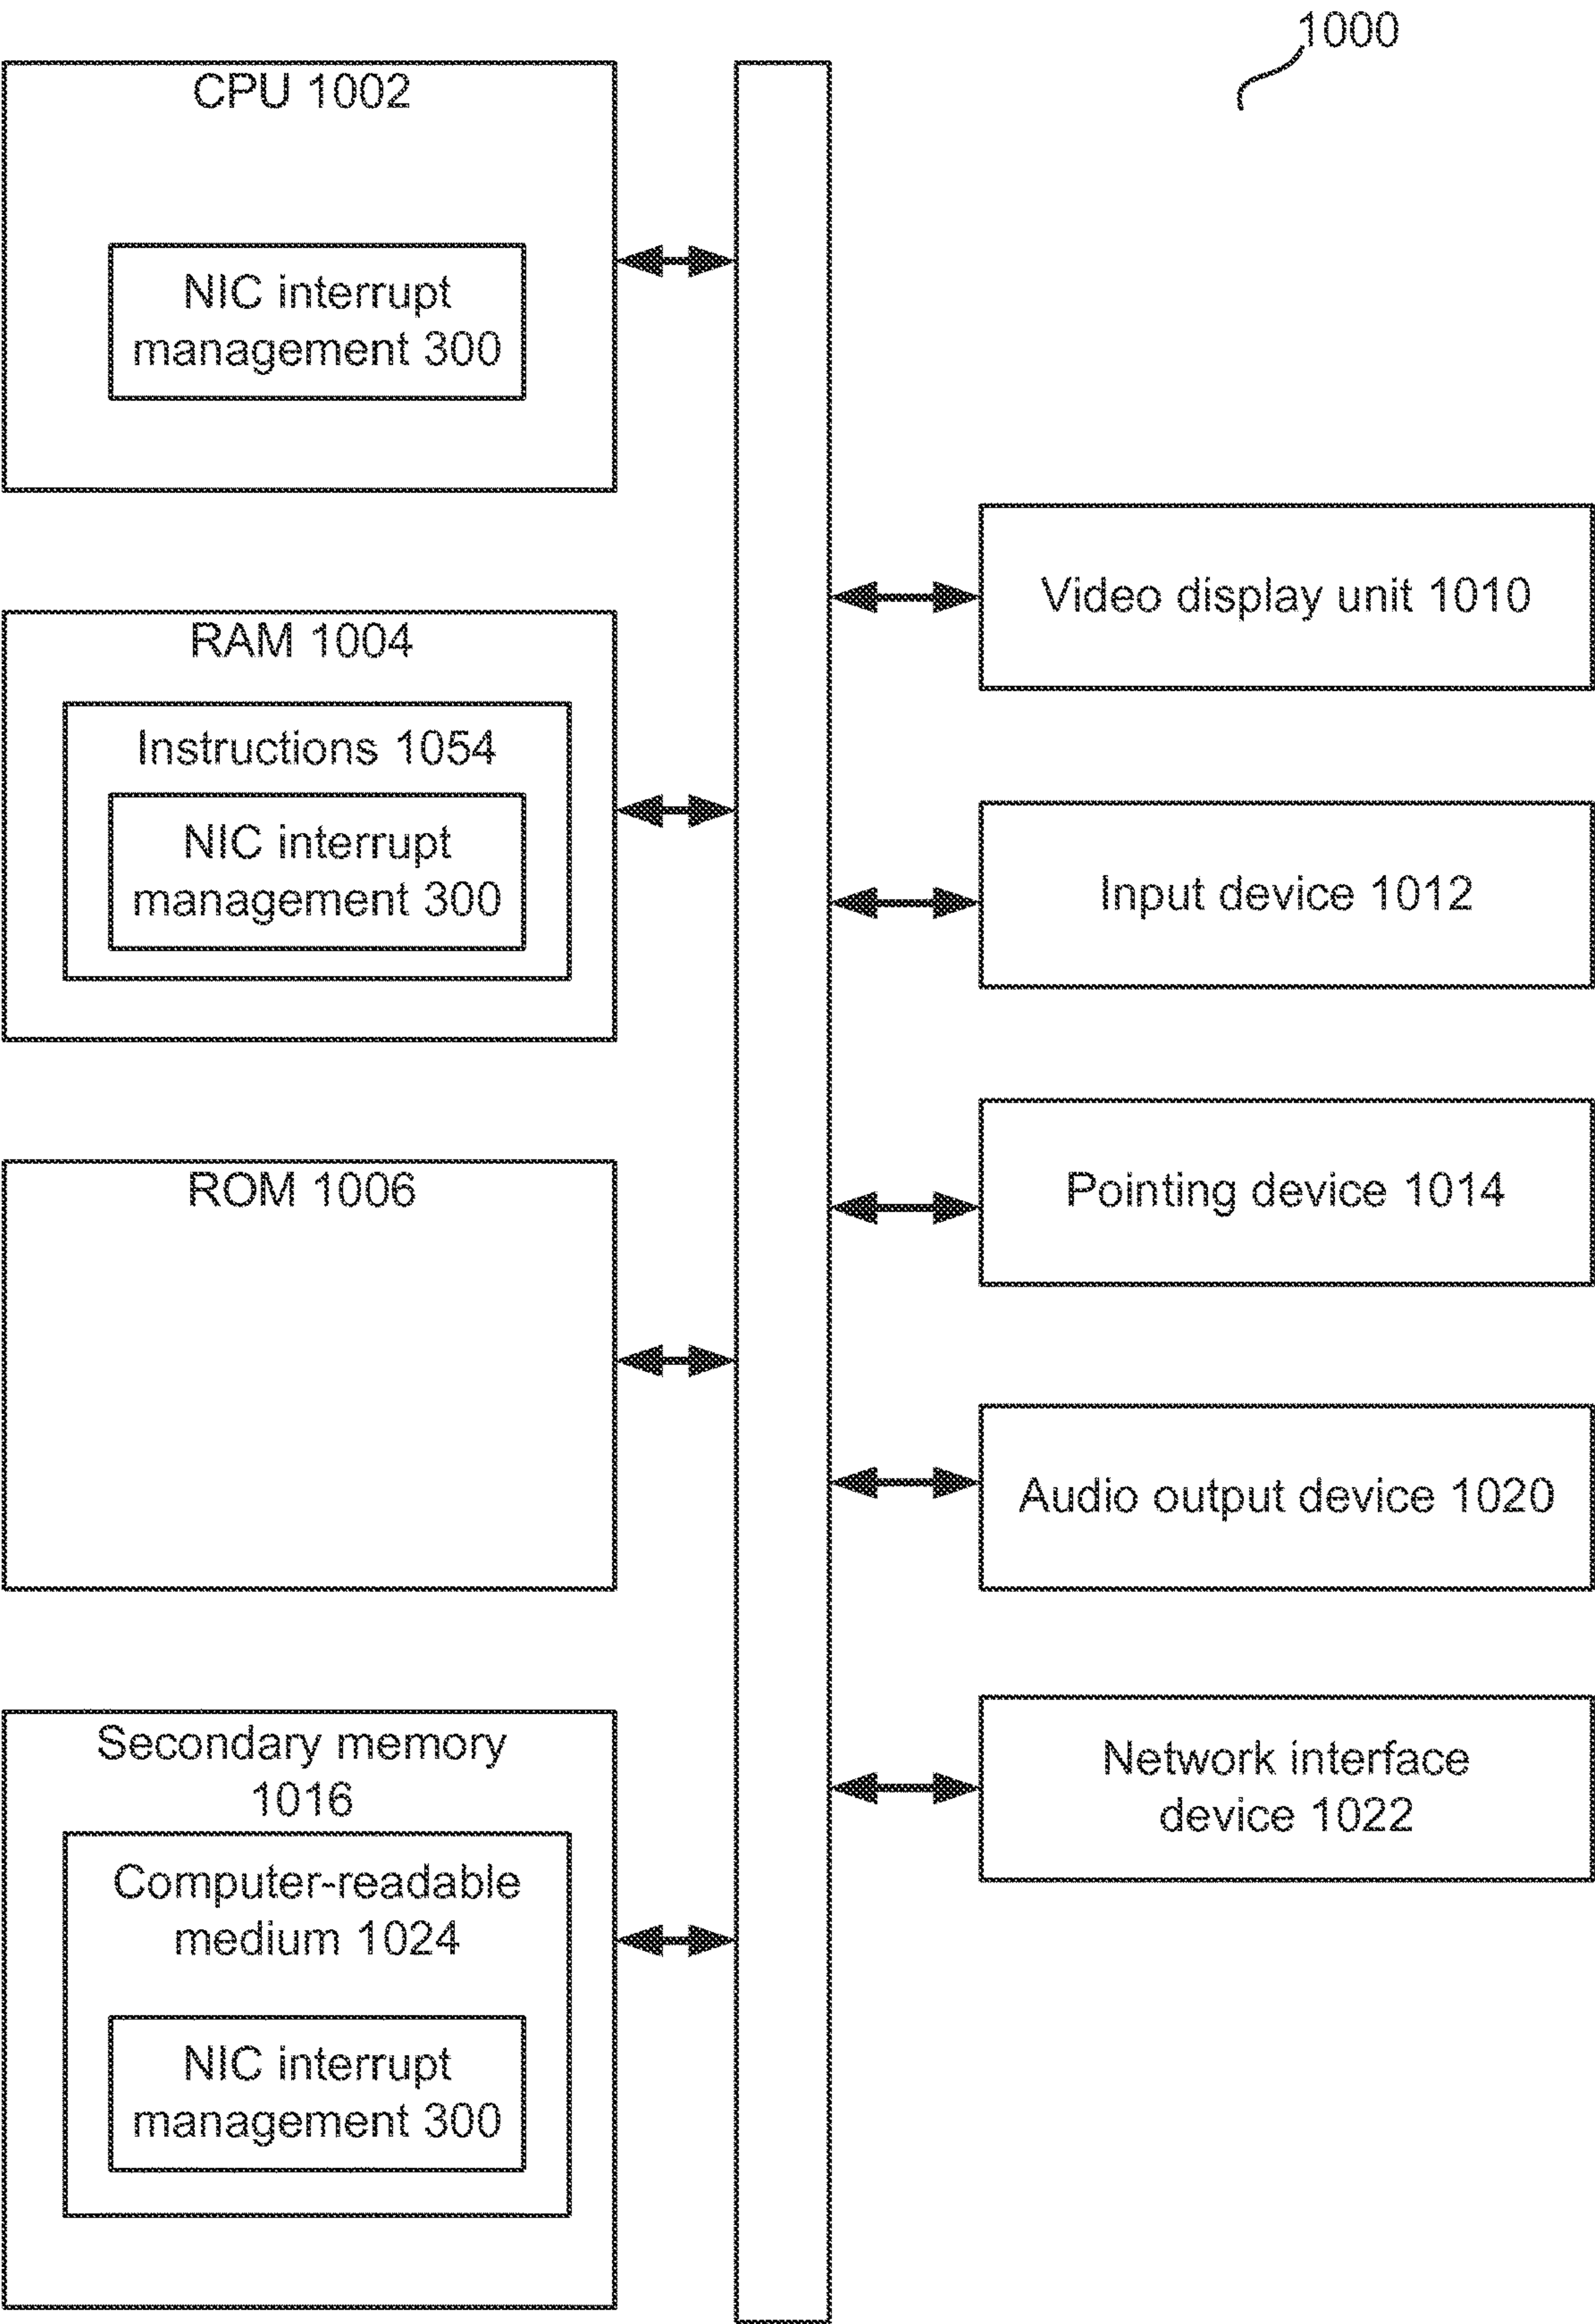 1000
CPU 1002
NIC interrupt
management 300
RAM 1004
Instructions 1054
NIC interrupt
management 300
ROM 1006
Secondary memory
1016
Computer-readable
medium 1024
NIC interrupt
management 300
Video display unit 1010
Input device 1012
Pointing device 1014
Audio output device 1020
Network interface
device 1022